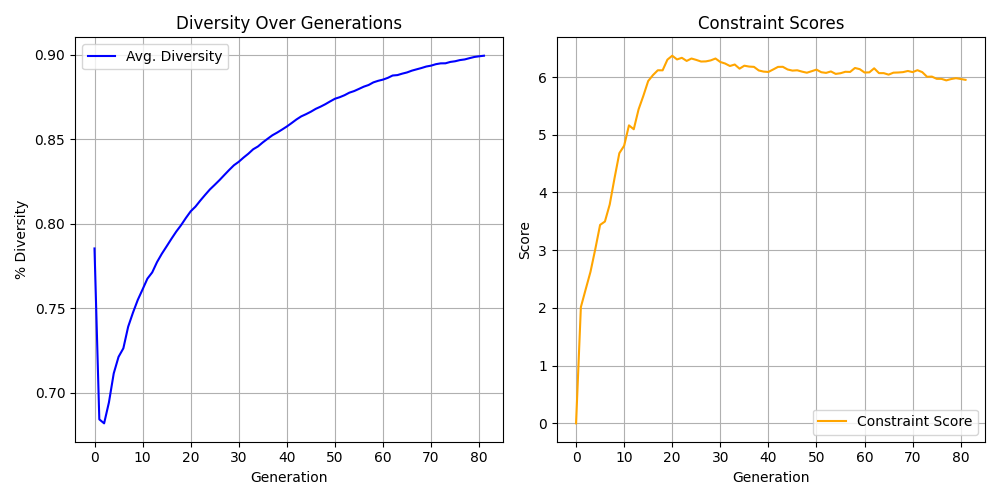 Diversity Over Generations
Avg. Diversity
% Diversity
0.90
0.85
0.80
0.75
0.70
0 10 20 30 40 50 60 70 80
Generation
Constraint Scores
Score
6
5
4
3
2
1
0
Constraint Score
0 10 20 30 40 50 60 70 80
Generation